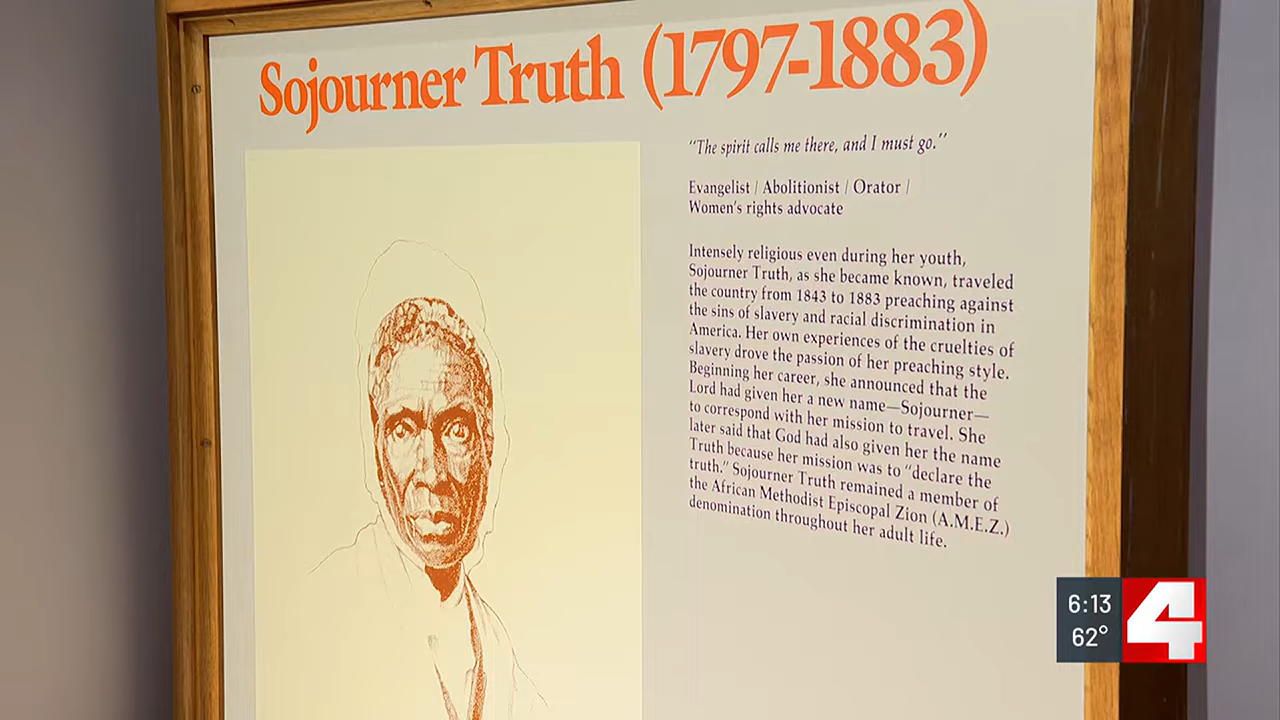 Sojourner Truth (1797-1883)
"The spirit calls me there, and I must go."
Evangelist / Abolitionist / Orator /
Women's rights advocate
Intensely religious even during her youth,
Sojourner Truth, as she became known, traveled
the country from 1843 to 1883 preaching against
the sins of slavery and racial discrimination in
America. Her own experiences of the cruelties of
slavery drove the passion of her preaching style.
Beginning her career, she announced that the
Lord had given her a new name—Sojourner—
to correspond with her mission to travel. She
later said that God had also given her the name
Truth because her mission was to "declare the
truth." Sojourner Truth remained a member of
the African Methodist Episcopal Zion (A.M.E.Z.)
denomination throughout her adult life.
6:13
62°
4